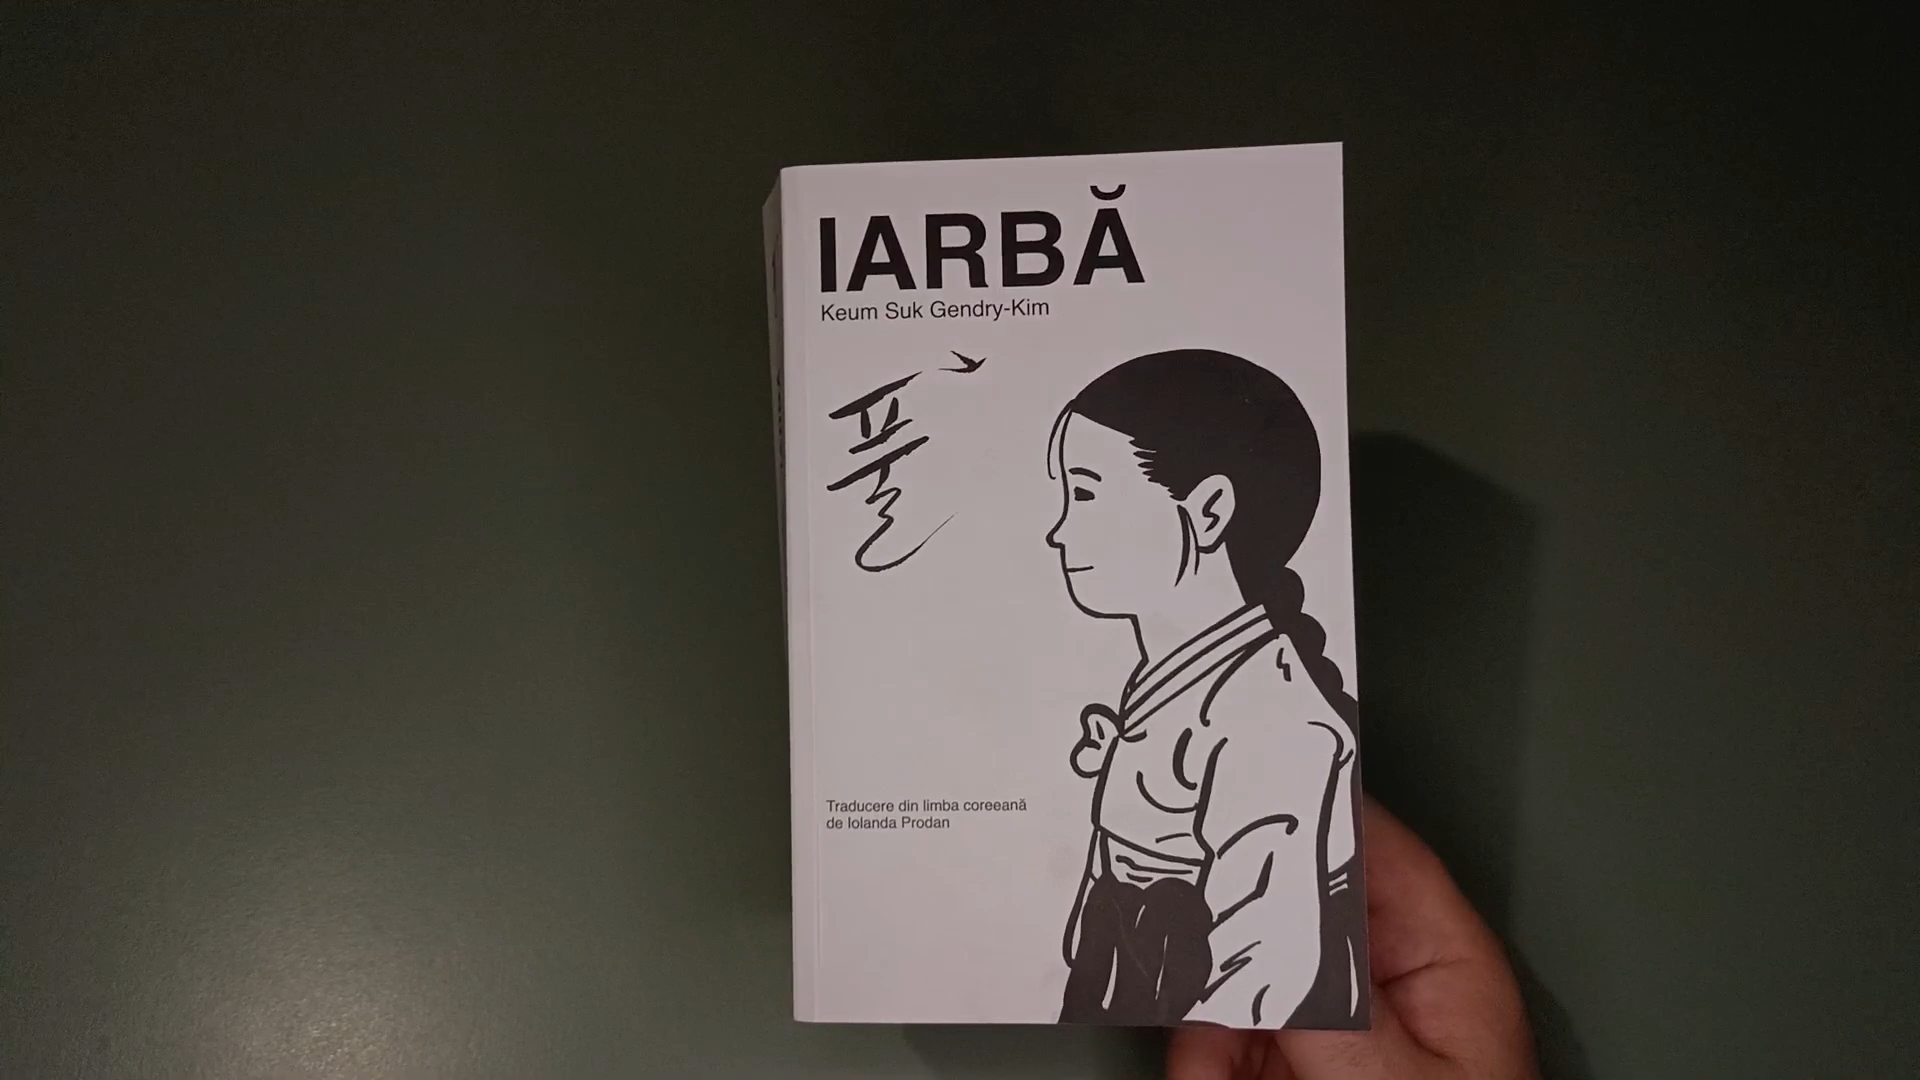 IARBĂ
Keum Suk Gendry-Kim
풀
Traducere din limba coreeană
de Iolanda Prodan